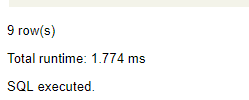 9 row(s)
Total runtime: 1.774 ms
SQL executed.